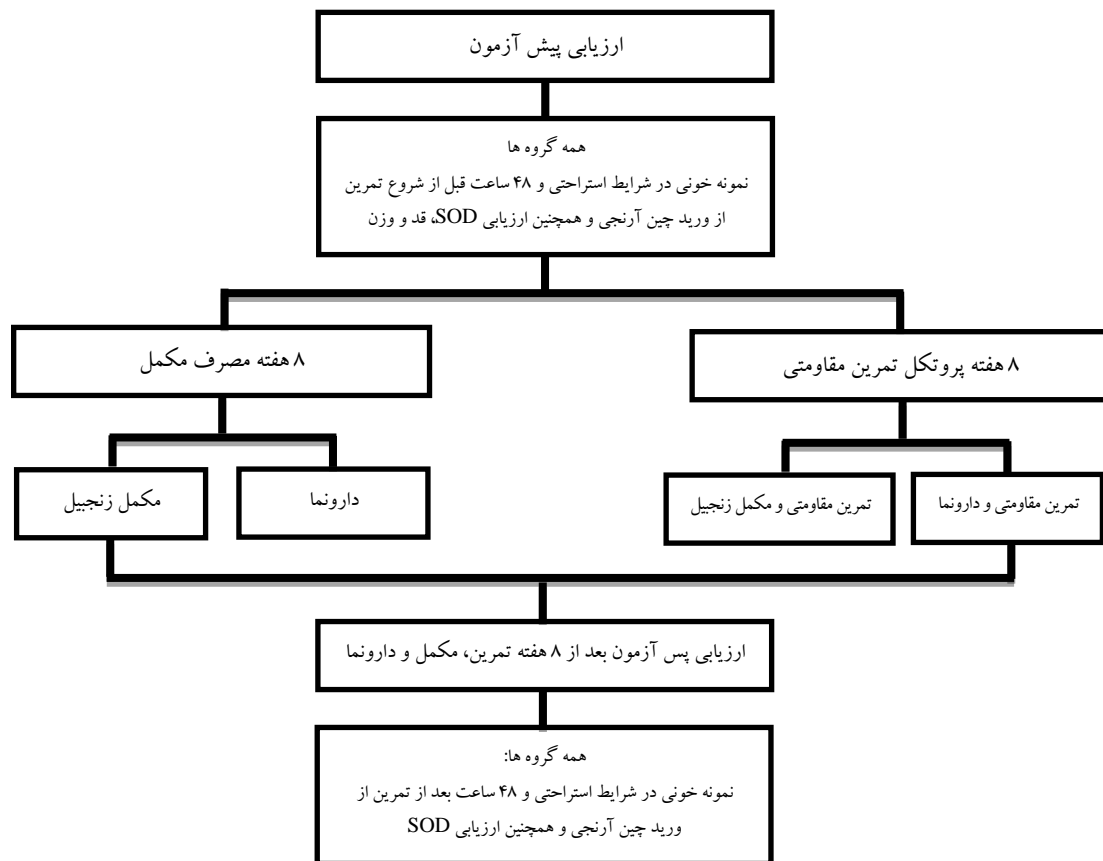 ارزیابی پیش آزمون
همه گروه ها
نمونه خونی در شرایط استراحتی و ۴۸ ساعت قبل از شروع تمرین
از ورید چین آرنجی و همچنین ارزیابی SOD، قد و وزن
۸ هفته پروتکل تمرین مقاومتی
۸ هفته مصرف مکمل
تمرین مقاومتی و دارونما
تمرین مقاومتی و مکمل زنجبیل
دارونما
مکمل زنجبیل
ارزیابی پس آزمون بعد از ۸ هفته تمرین، مکمل و دارونما
همه گروه ها:
نمونه خونی در شرایط استراحتی و ۴۸ ساعت بعد از تمرین از
ورید چین آرنجی و همچنین ارزیابی SOD